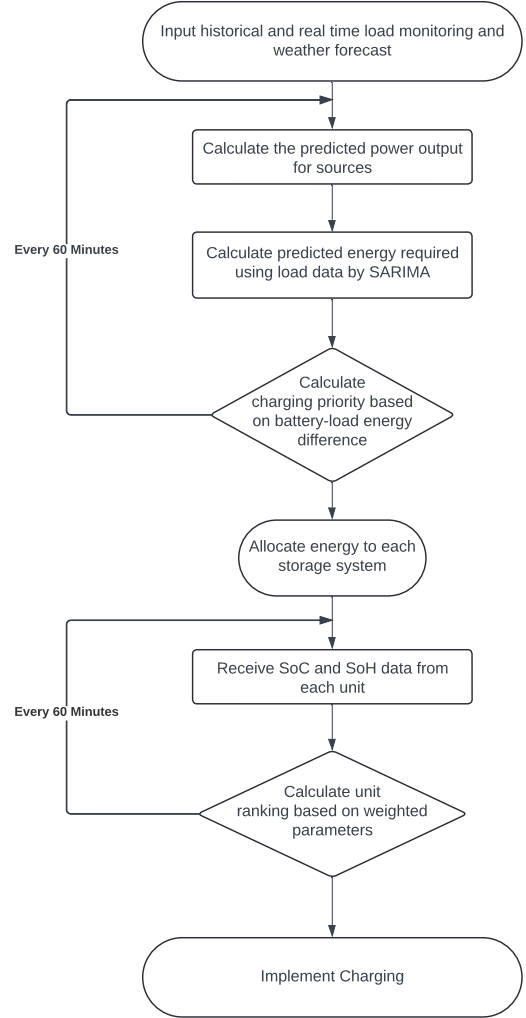 Input historical and real time load monitoring and
weather forecast
Calculate the predicted power output
for sources
Every 60 Minutes
Calculate predicted energy required
using load data by SARIMA
Calculate
charging priority based
on battery-load energy
difference
Allocate energy to each
storage system
Receive SoC and SoH data from
each unit
Every 60 Minutes
Calculate unit
ranking based on weighted
parameters
Implement Charging